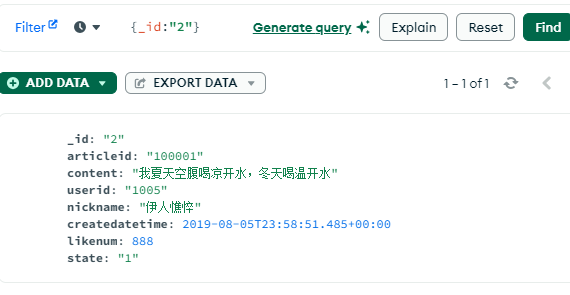 Filter {_id:"2"} Generate query Explain Reset Find
ADD DATA EXPORT DATA 1 – 1 of 1
_id: "2"
articleid: "100001"
content: "我夏天空腹喝凉开水，冬天喝温开水"
userid: "1005"
nickname: "伊人憔悴"
createdatetime: 2019-08-05T23:58:51.485+00:00
likenum: 888
state: "1"